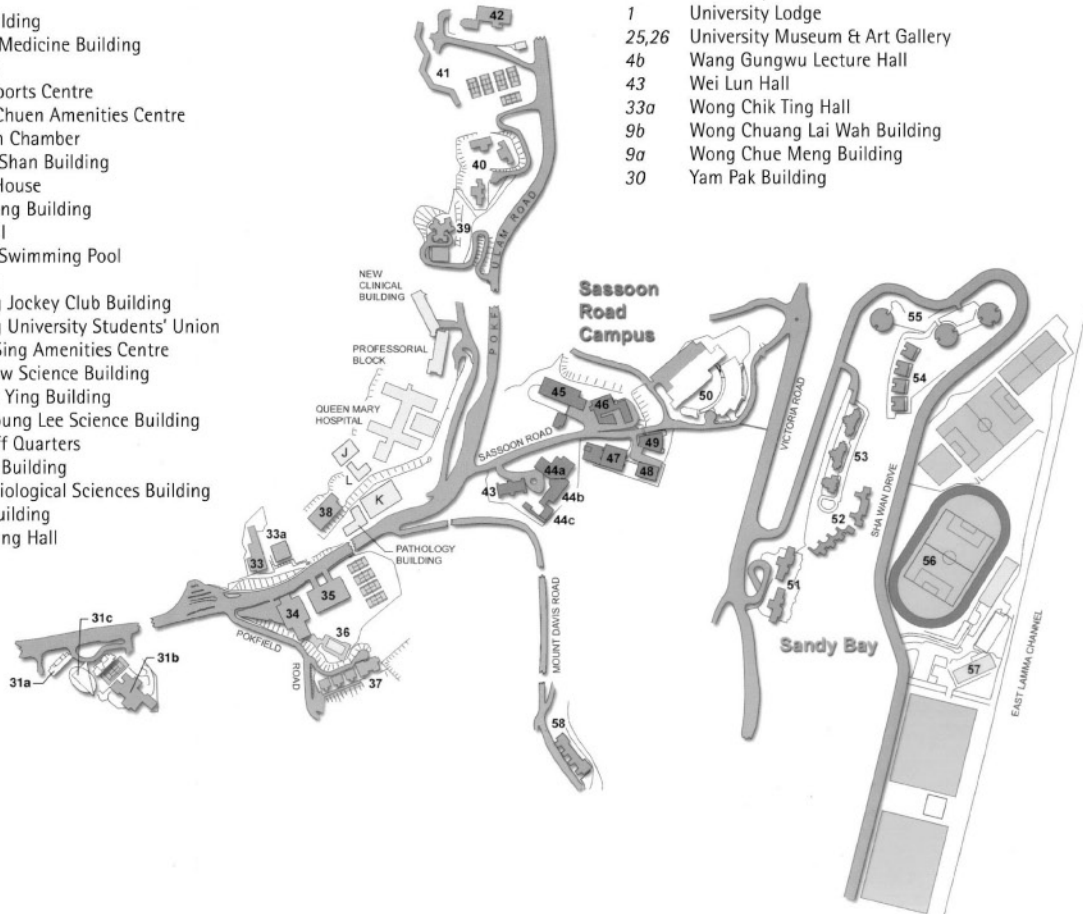 ilding
Medicine Building
ports Centre
Chuen Amenities Centre
n Chamber
Shan Building
House
ng Building
l
Swimming Pool
g Jockey Club Building
g University Students' Union
Sing Amenities Centre
w Science Building
Ying Building
oung Lee Science Building
ff Quarters
Building
iological Sciences Building
uilding
ng Hall
1 University Lodge
25,26 University Museum & Art Gallery
4b Wang Gungwu Lecture Hall
43 Wei Lun Hall
33a Wong Chik Ting Hall
9b Wong Chuang Lai Wah Building
9a Wong Chue Meng Building
30 Yam Pak Building
42
41
40
39
ULAM ROAD
POKF
NEW
CLINICAL
BUILDING
PROFESSORIAL
BLOCK
QUEEN MARY
HOSPITAL
J
L
K
38
PATHOLOGY
BUILDING
33a
33
35
34
36
37
POKFIELD
ROAD
31c
31b
31a
Sassoon
Road
Campus
SASSOON ROAD
45
46
50
49
47
48
43
44a
44b
44c
MOUNT DAVIS ROAD
58
VICTORIA ROAD
55
54
53
52
51
SHA WAN DRIVE
Sandy Bay
56
57
EAST LAMMA CHANNEL